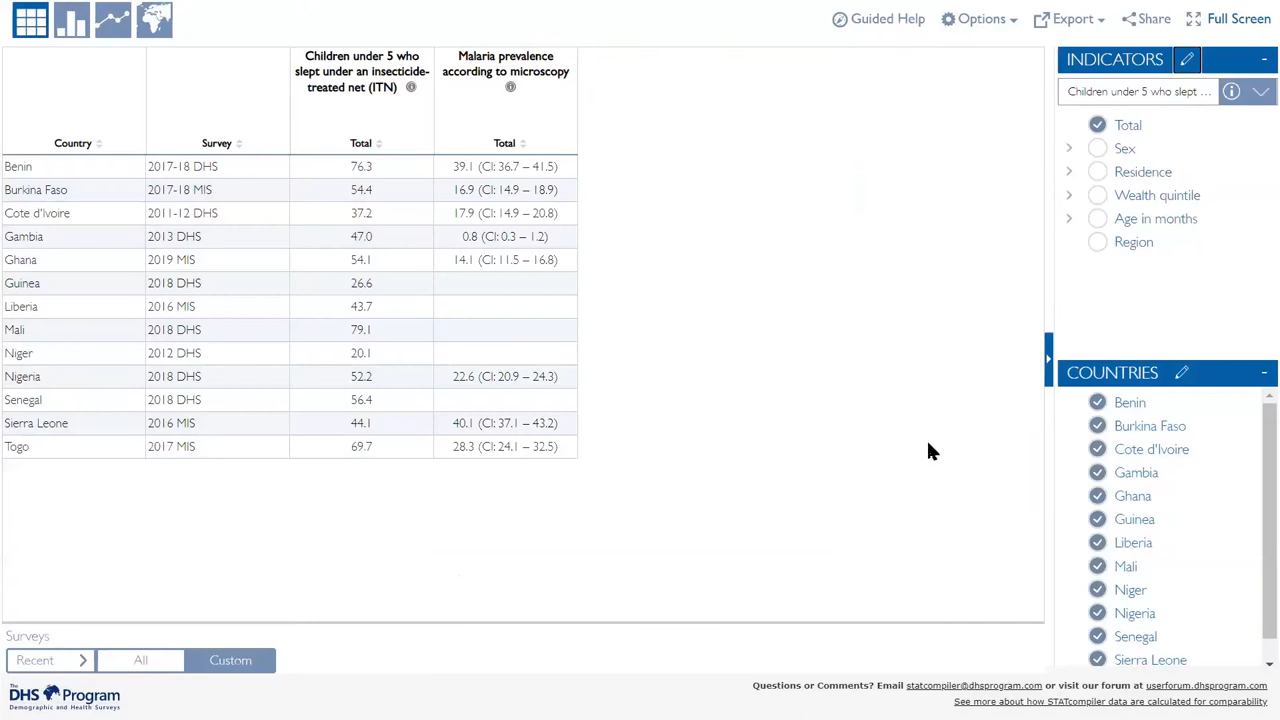 Guided Help Options Export Share Full Screen
Children under 5 who
slept under an insecticide-
treated net (ITN)
Malaria prevalence
according to microscopy
Country Survey Total Total
Benin 2017-18 DHS 76.3 39.1 (CI: 36.7 – 41.5)
Burkina Faso 2017-18 MIS 54.4 16.9 (CI: 14.9 – 18.9)
Cote d'Ivoire 2011-12 DHS 37.2 17.9 (CI: 14.9 – 20.8)
Gambia 2013 DHS 47.0 0.8 (CI: 0.3 – 1.2)
Ghana 2019 MIS 54.1 14.1 (CI: 11.5 – 16.8)
Guinea 2018 DHS 26.6
Liberia 2016 MIS 43.7
Mali 2018 DHS 79.1
Niger 2012 DHS 20.1
Nigeria 2018 DHS 52.2 22.6 (CI: 20.9 – 24.3)
Senegal 2018 DHS 56.4
Sierra Leone 2016 MIS 44.1 40.1 (CI: 37.1 – 43.2)
Togo 2017 MIS 69.7 28.3 (CI: 24.1 – 32.5)
INDICATORS -
Children under 5 who slept ...
Total
Sex
Residence
Wealth quintile
Age in months
Region
COUNTRIES -
Benin
Burkina Faso
Cote d'Ivoire
Gambia
Ghana
Guinea
Liberia
Mali
Niger
Nigeria
Senegal
Sierra Leone
Surveys
Recent All Custom
The
DHS Program
Demographic and Health Surveys
Questions or Comments? Email statcompiler@dhsprogram.com or visit our forum at userforum.dhsprogram.com
See more about how STATcompiler data are calculated for comparability